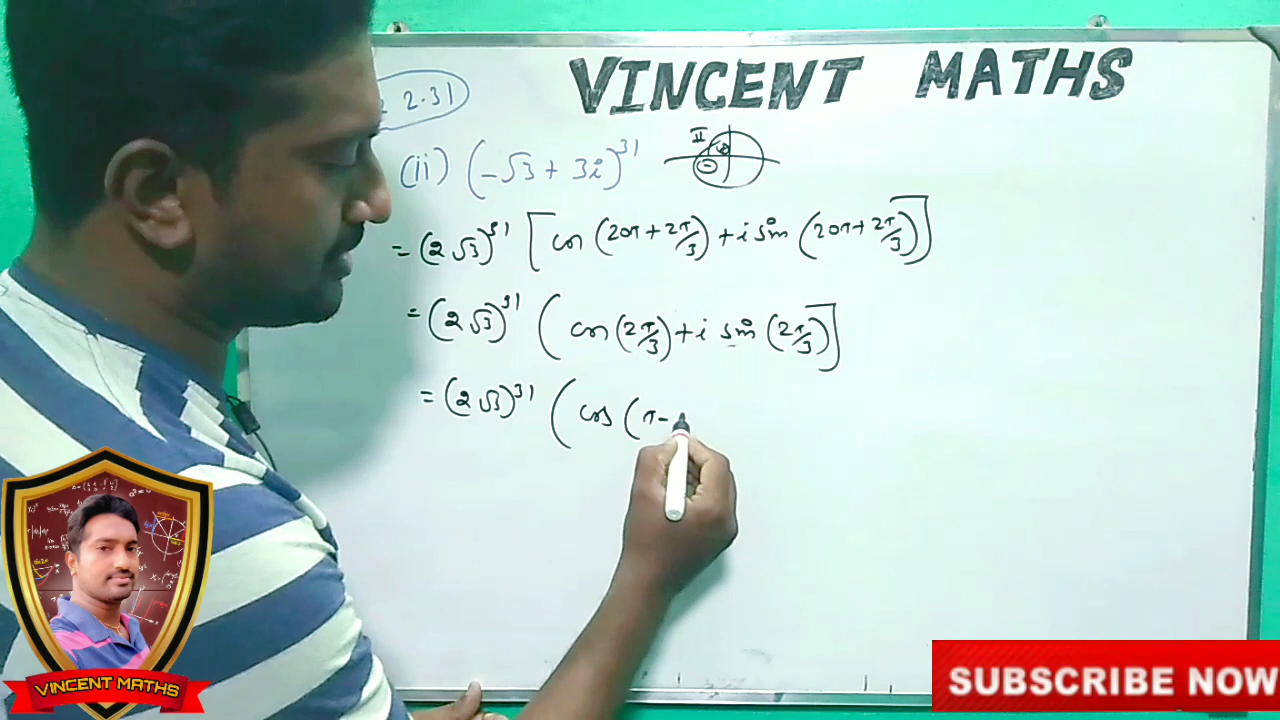 VINCENT MATHS
2.31
(ii) (-√3 + 3i)^31
II
= (2√3)^31 [cos (20π + 2π/3) + i sin (20π + 2π/3)]
= (2√3)^31 (cos (2π/3) + i sin (2π/3)]
= (2√3)^31 (cos (π-
VINCENT MATHS
SUBSCRIBE NOW